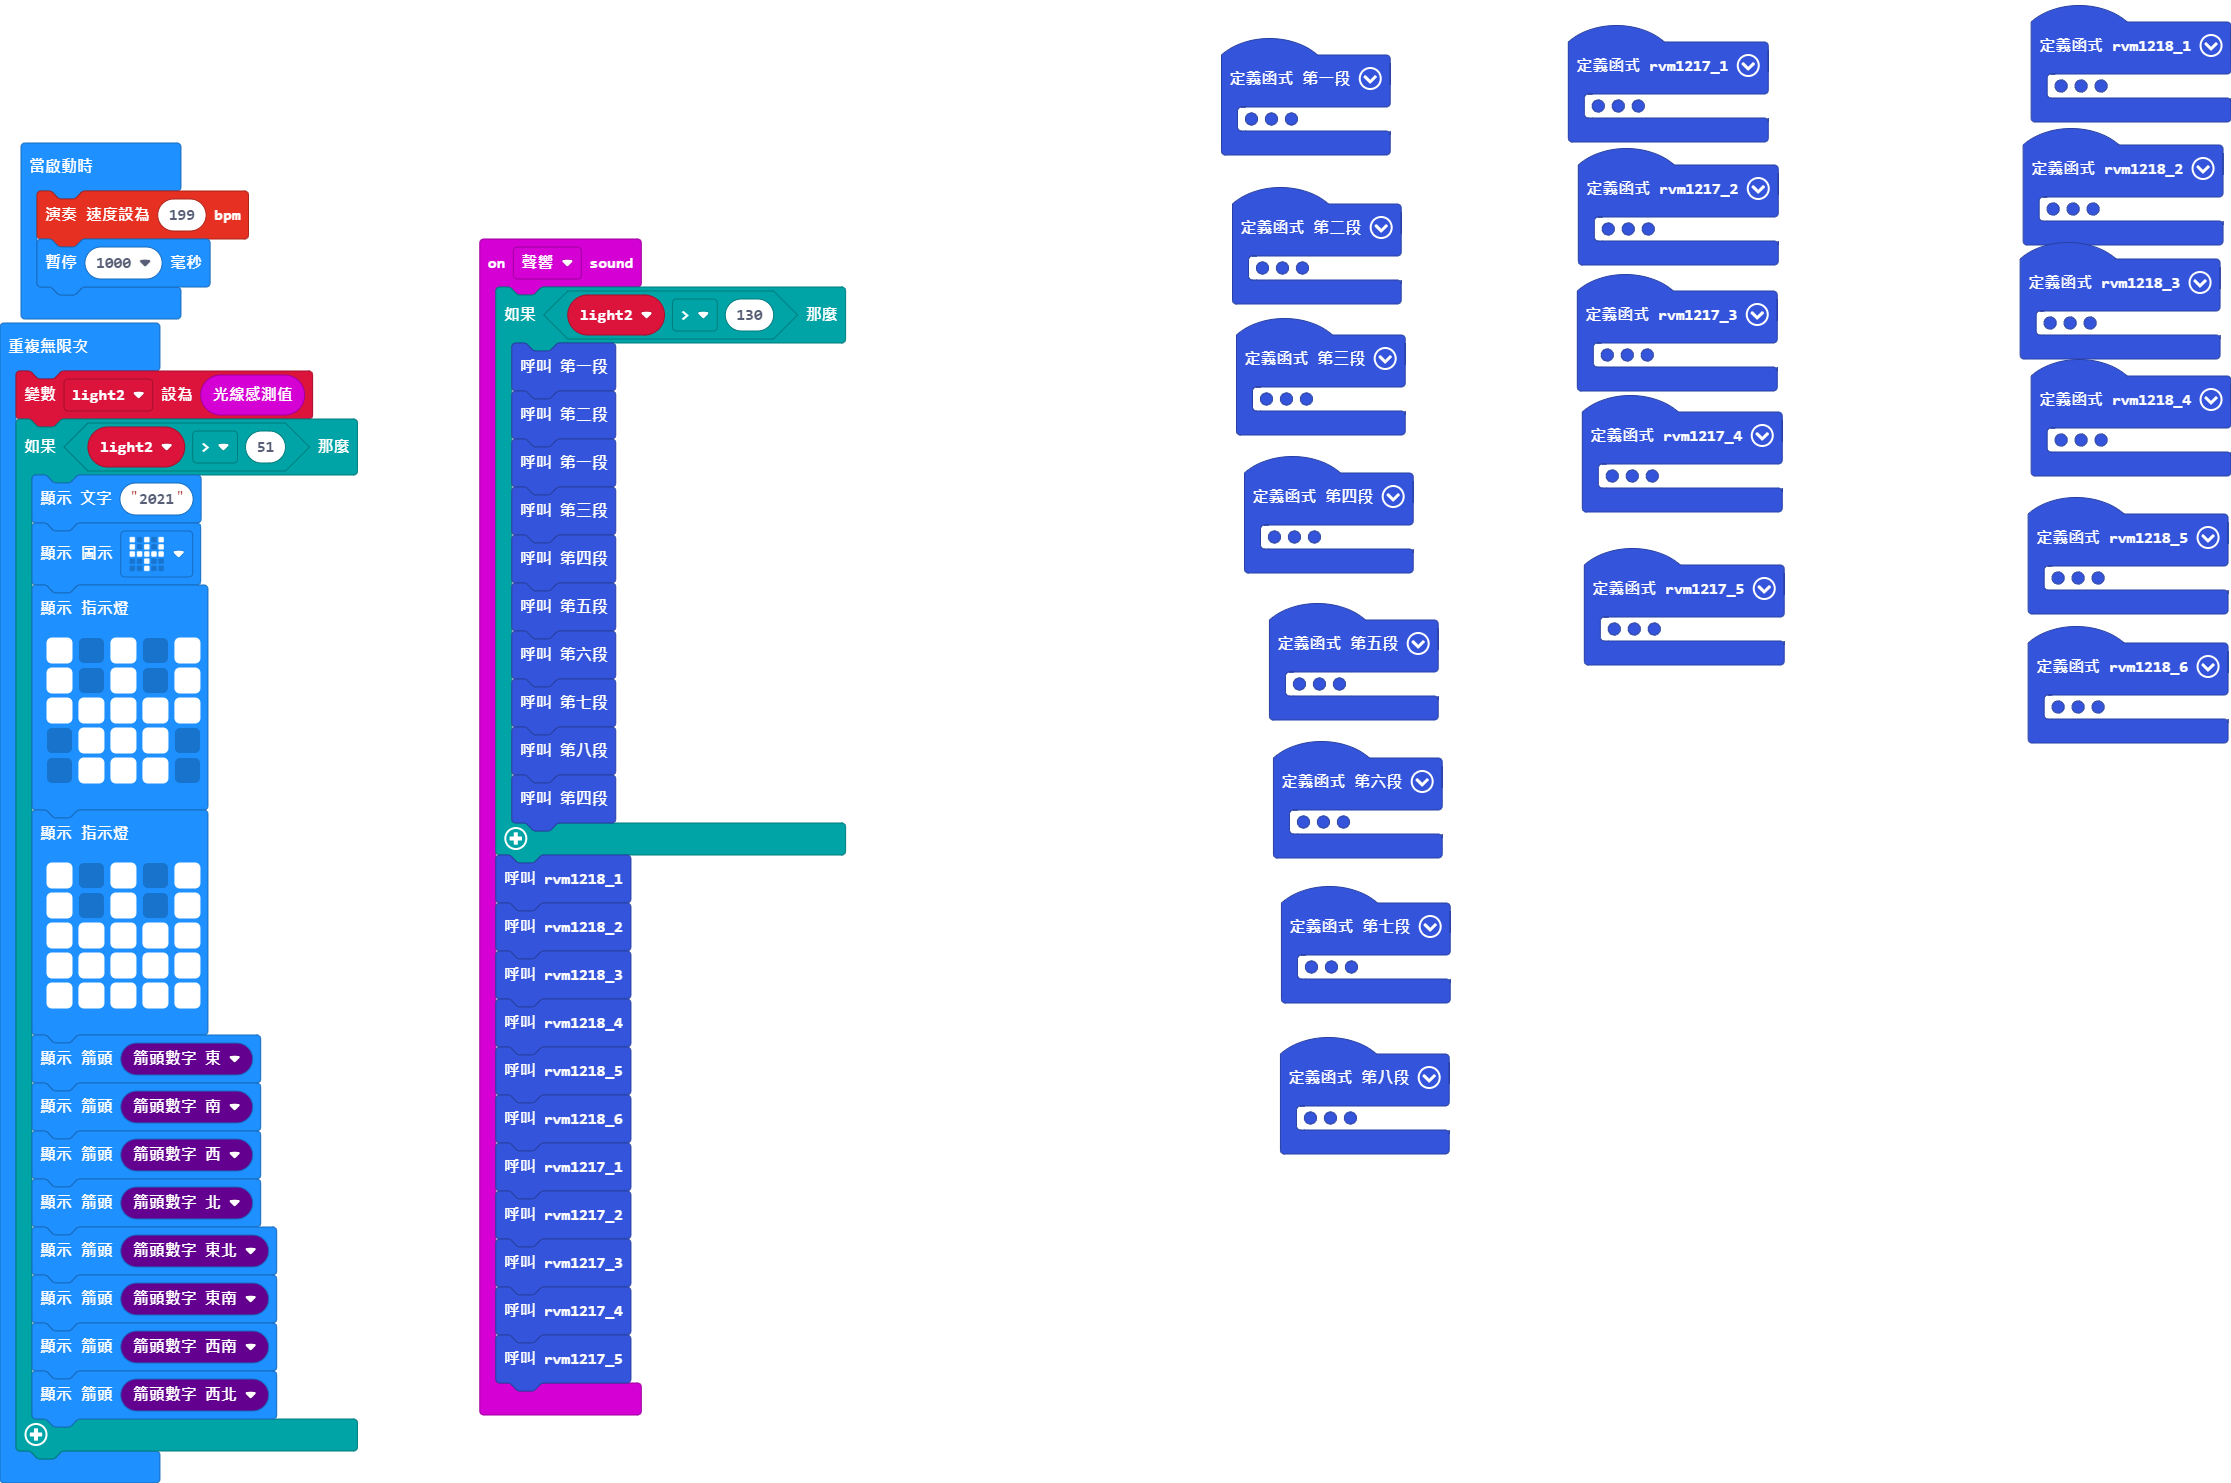 當啟動時
演奏 速度設為 199 bpm
暫停 1000 毫秒
重複無限次
變數 light2 設為 光線感測值
如果 light2 > 51 那麼
顯示 文字 "2021"
顯示 圖示
顯示 指示燈
顯示 指示燈
顯示 箭頭 箭頭數字 東
顯示 箭頭 箭頭數字 南
顯示 箭頭 箭頭數字 西
顯示 箭頭 箭頭數字 北
顯示 箭頭 箭頭數字 東北
顯示 箭頭 箭頭數字 東南
顯示 箭頭 箭頭數字 西南
顯示 箭頭 箭頭數字 西北
on 聲響 sound
如果 light2 > 130 那麼
呼叫 第一段
呼叫 第二段
呼叫 第一段
呼叫 第三段
呼叫 第四段
呼叫 第五段
呼叫 第六段
呼叫 第七段
呼叫 第八段
呼叫 第四段
呼叫 rvm1218_1
呼叫 rvm1218_2
呼叫 rvm1218_3
呼叫 rvm1218_4
呼叫 rvm1218_5
呼叫 rvm1218_6
呼叫 rvm1217_1
呼叫 rvm1217_2
呼叫 rvm1217_3
呼叫 rvm1217_4
呼叫 rvm1217_5
定義函式 第一段
定義函式 第二段
定義函式 第三段
定義函式 第四段
定義函式 第五段
定義函式 第六段
定義函式 第七段
定義函式 第八段
定義函式 rvm1217_1
定義函式 rvm1217_2
定義函式 rvm1217_3
定義函式 rvm1217_4
定義函式 rvm1217_5
定義函式 rvm1218_1
定義函式 rvm1218_2
定義函式 rvm1218_3
定義函式 rvm1218_4
定義函式 rvm1218_5
定義函式 rvm1218_6